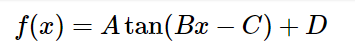 f(x) = A tan(Bx − C) + D